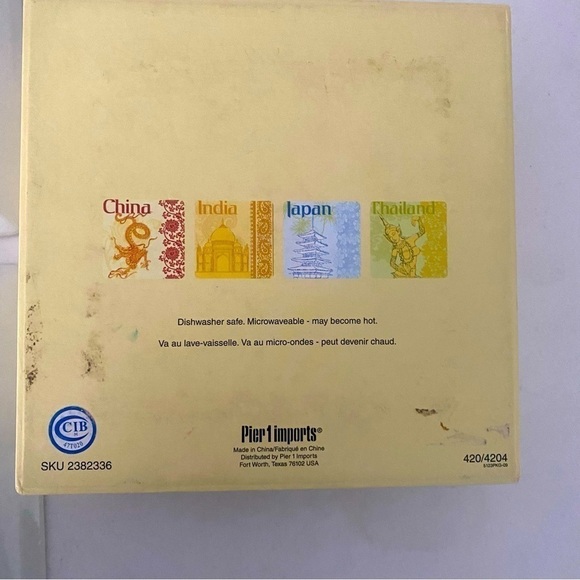 China
India
Japan
Thailand
Dishwasher safe. Microwaveable - may become hot.
Va au lave-vaisselle. Va au micro-ondes - peut devenir chaud.
CIB
Pier 1 imports®
Made in China/Fabriqué en Chine
Distributed by Pier 1 Imports
Fort Worth, Texas 76102 USA
SKU 2382336
420/4204